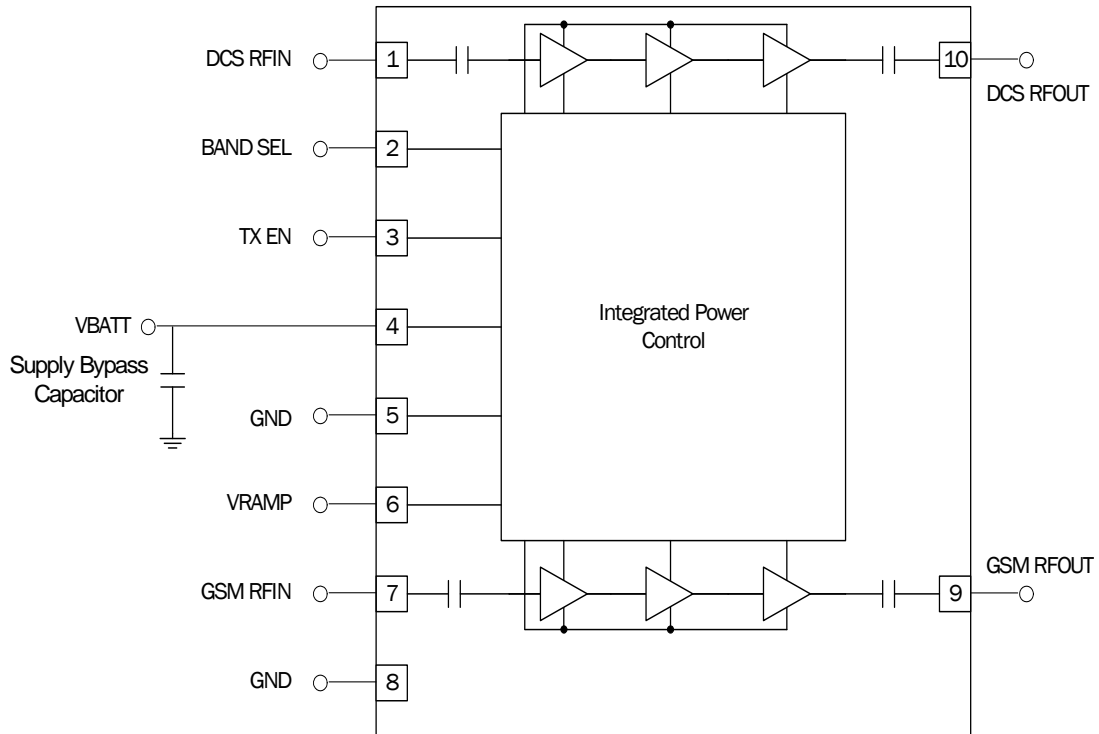 DCS RFIN
1
10
DCS RFOUT
BAND SEL
2
TX EN
3
VBATT
4
Supply Bypass
Capacitor
Integrated Power
Control
GND
5
VRAMP
6
GSM RFIN
7
9
GSM RFOUT
GND
8